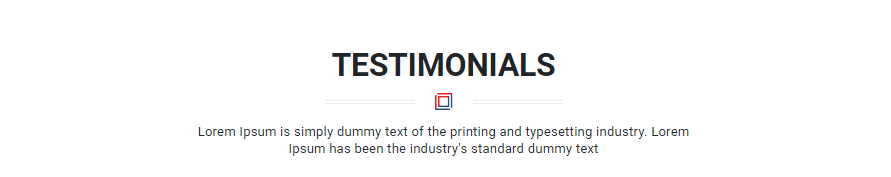 TESTIMONIALS
Lorem Ipsum is simply dummy text of the printing and typesetting industry. Lorem
Ipsum has been the industry's standard dummy text